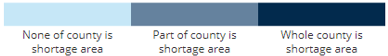 None of county is
shortage area
Part of county is
shortage area
Whole county is
shortage area